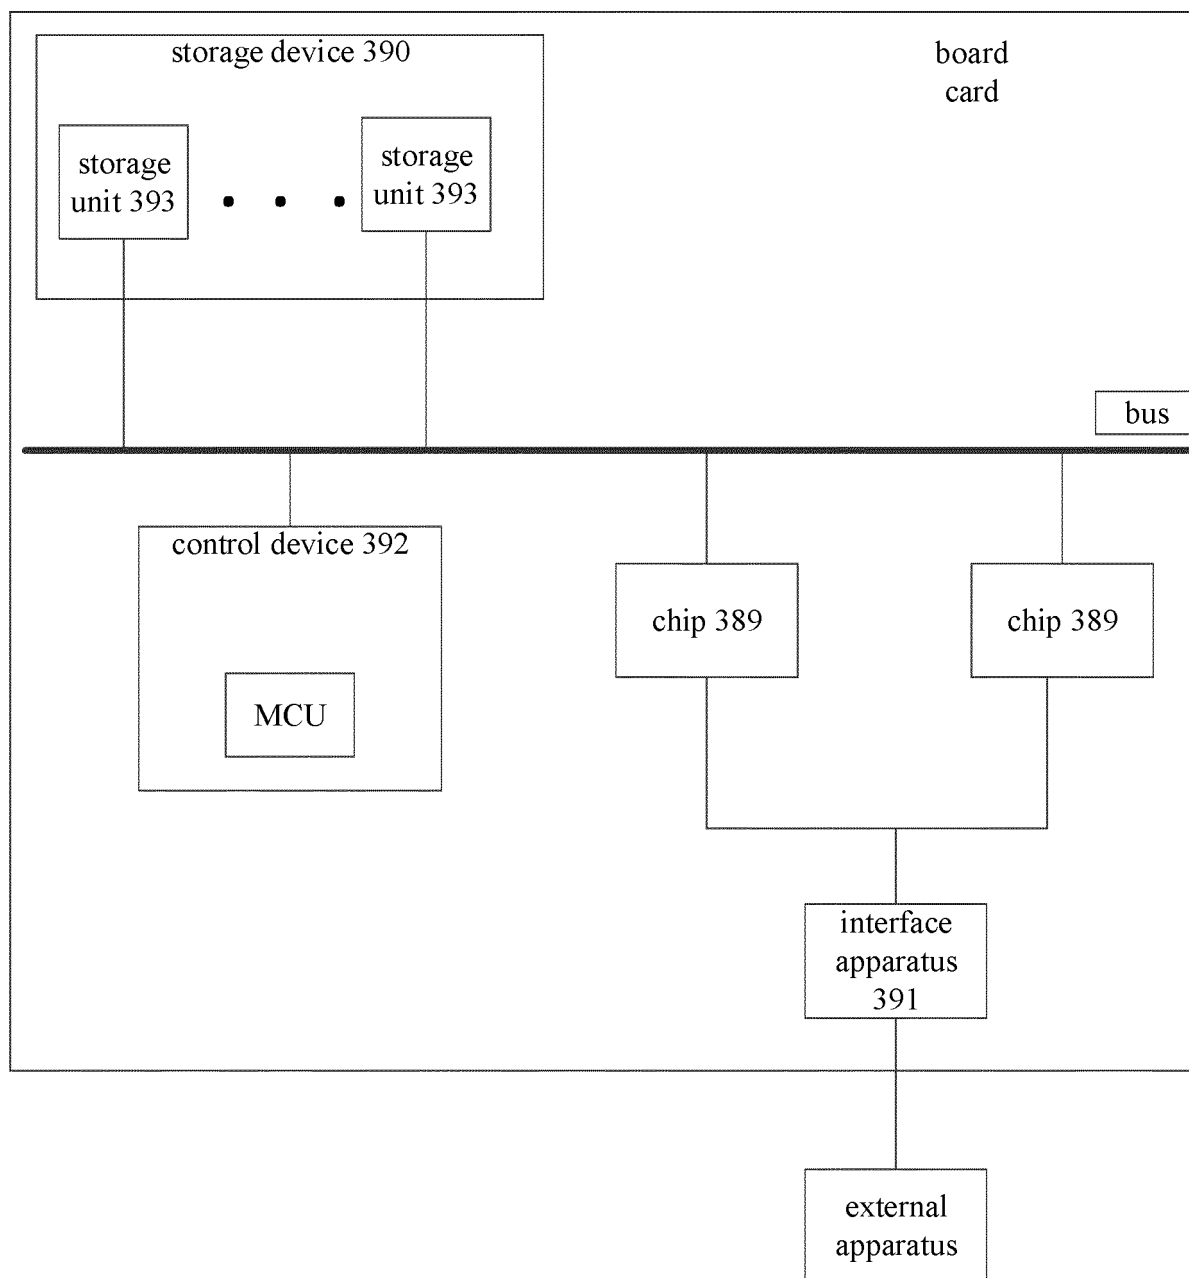 storage device 390
board
card
storage
unit 393
storage
unit 393
bus
control device 392
chip 389
chip 389
MCU
interface
apparatus
391
external
apparatus